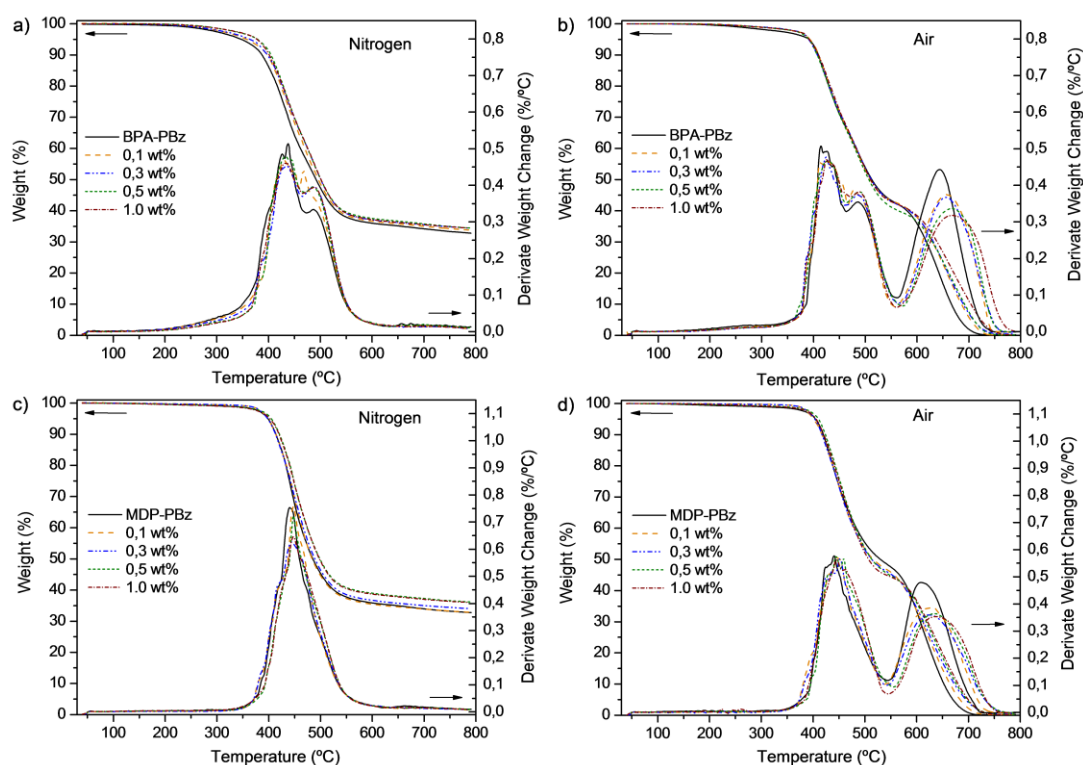 a)
Nitrogen
BPA-PBz
0,1 wt%
0,3 wt%
0,5 wt%
1.0 wt%
Weight (%)
100
90
80
70
60
50
40
30
20
10
0
0,8
0,7
0,6
0,5
0,4
0,3
0,2
0,1
0,0
Derivate Weight Change (%/ºC)
100 200 300 400 500 600 700 800
Temperature (ºC)
b)
Air
BPA-PBz
0,1 wt%
0,3 wt%
0,5 wt%
1.0 wt%
Weight (%)
100
90
80
70
60
50
40
30
20
10
0
0,8
0,7
0,6
0,5
0,4
0,3
0,2
0,1
0,0
Derivate Weight Change (%/ºC)
100 200 300 400 500 600 700 800
Temperature (ºC)
c)
Nitrogen
MDP-PBz
0,1 wt%
0,3 wt%
0,5 wt%
1.0 wt%
Weight (%)
100
90
80
70
60
50
40
30
20
10
0
1,1
1,0
0,9
0,8
0,7
0,6
0,5
0,4
0,3
0,2
0,1
0,0
Derivate Weight Change (%/ºC)
100 200 300 400 500 600 700 800
Temperature (ºC)
d)
Air
MDP-PBz
0,1 wt%
0,3 wt%
0,5 wt%
1.0 wt%
Weight (%)
100
90
80
70
60
50
40
30
20
10
0
1,1
1,0
0,9
0,8
0,7
0,6
0,5
0,4
0,3
0,2
0,1
0,0
Derivate Weight Change (%/ºC)
100 200 300 400 500 600 700 800
Temperature (ºC)